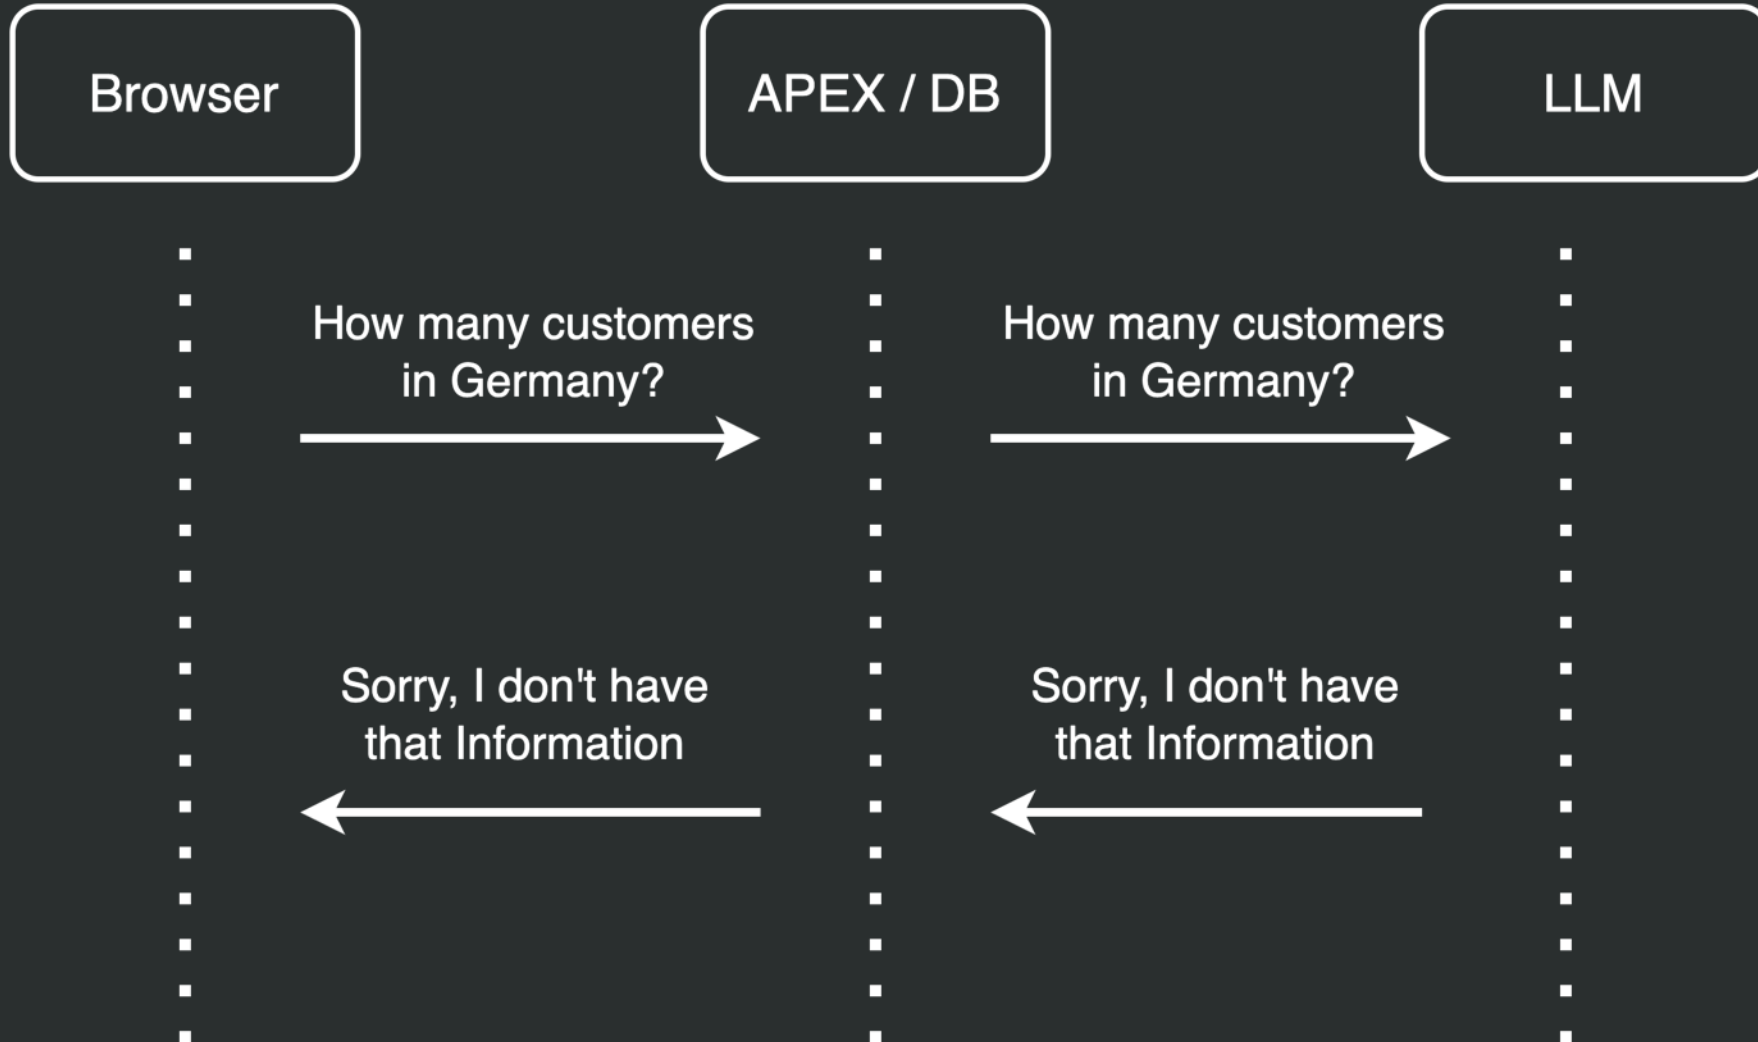 Browser
APEX / DB
LLM
How many customers
in Germany?
How many customers
in Germany?
Sorry, I don't have
that Information
Sorry, I don't have
that Information